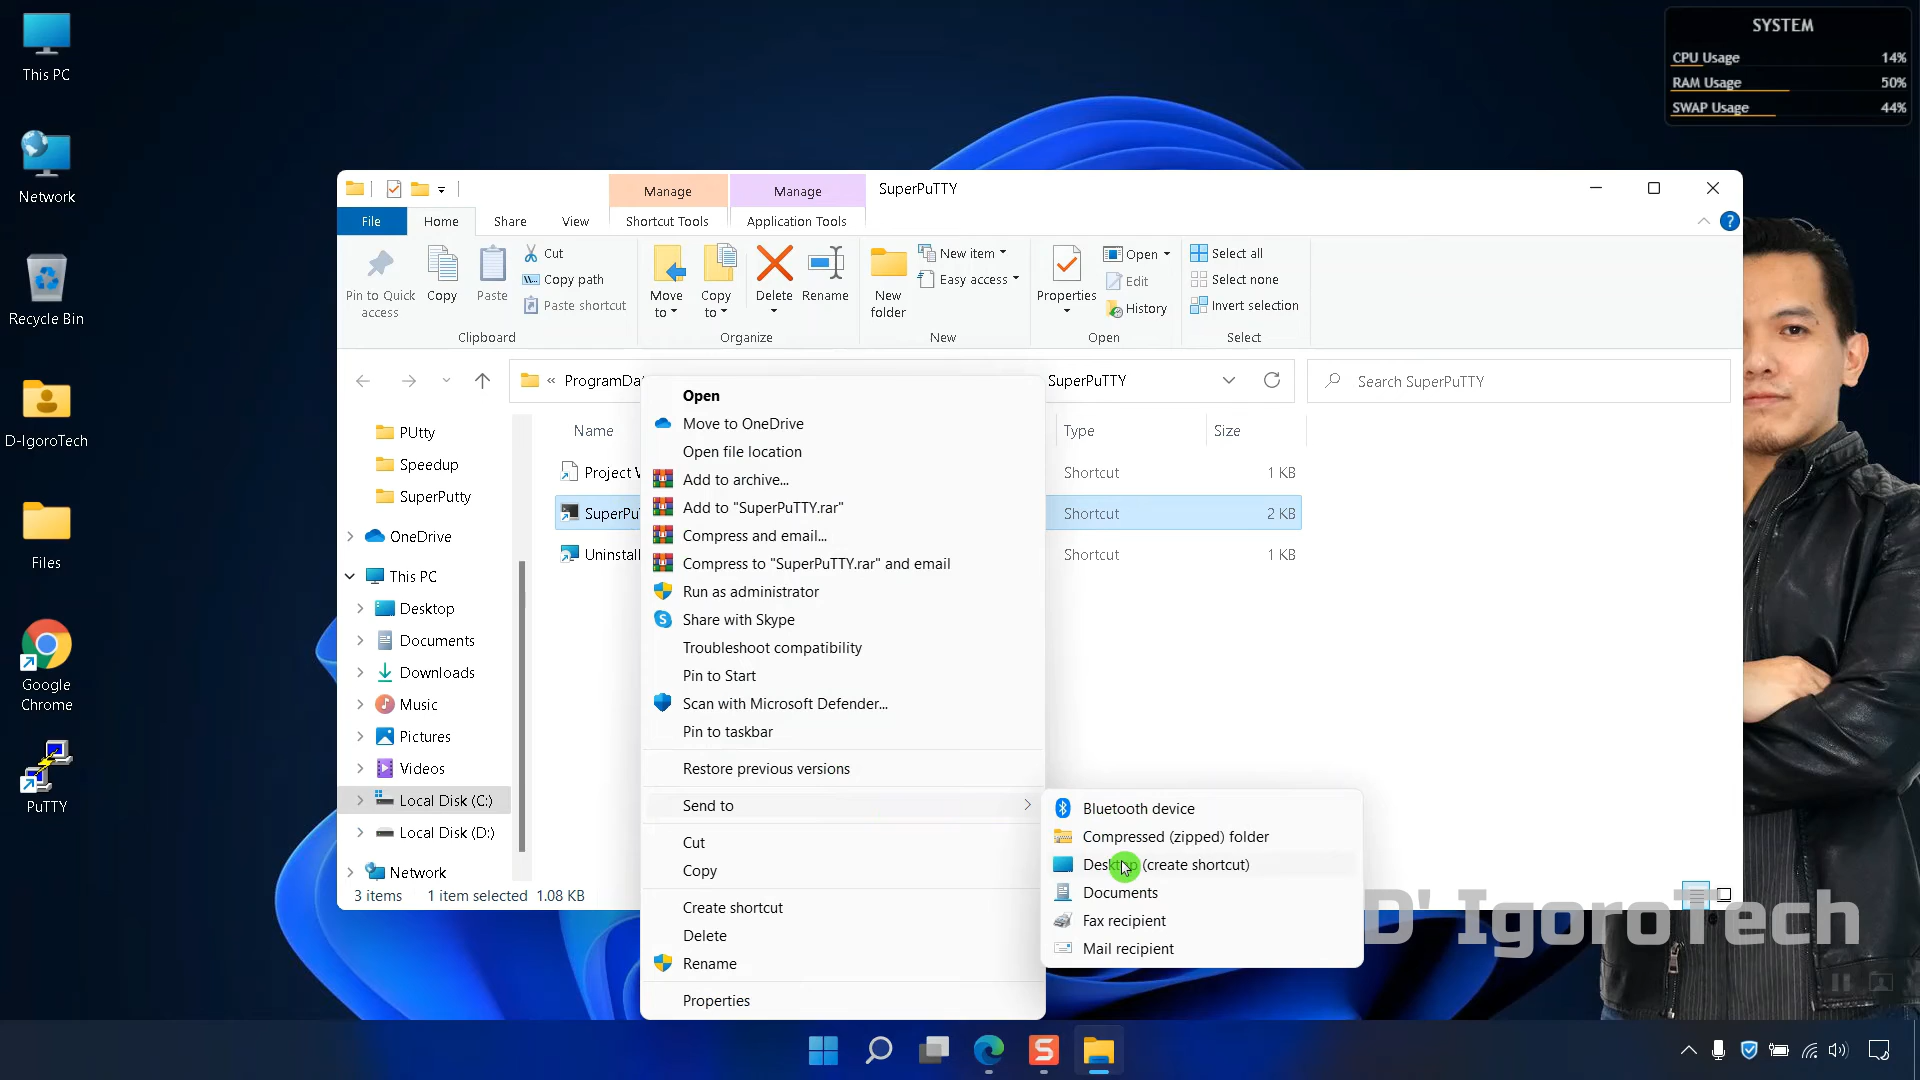 This PC
Network
Recycle Bin
D-IgoroTech
Files
Google
Chrome
PuTTY
SYSTEM
CPU Usage 14%
RAM Usage 50%
SWAP Usage 44%
Manage Manage SuperPuTTY
File Home Share View Shortcut Tools Application Tools
Pin to Quick
access
Copy
Paste
Cut
Copy path
Paste shortcut
Clipboard
Move
to
Copy
to
Delete
Rename
Organize
New
folder
New item
Easy access
New
Properties
Open
Edit
History
Open
Select all
Select none
Invert selection
Select
« ProgramDa SuperPuTTY
Search SuperPuTTY
PUtty
Speedup
SuperPutty
OneDrive
This PC
Desktop
Documents
Downloads
Music
Pictures
Videos
Local Disk (C:)
Local Disk (D:)
Network
3 items 1 item selected 1.08 KB
Name Type Size
Project Shortcut 1 KB
SuperPu Shortcut 2 KB
Uninstall Shortcut 1 KB
Open
Move to OneDrive
Open file location
Add to archive...
Add to "SuperPuTTY.rar"
Compress and email...
Compress to "SuperPuTTY.rar" and email
Run as administrator
Share with Skype
Troubleshoot compatibility
Pin to Start
Scan with Microsoft Defender...
Pin to taskbar
Restore previous versions
Send to
Cut
Copy
Create shortcut
Delete
Rename
Properties
Bluetooth device
Compressed (zipped) folder
Desktop (create shortcut)
Documents
Fax recipient
Mail recipient
D' IgoroTech